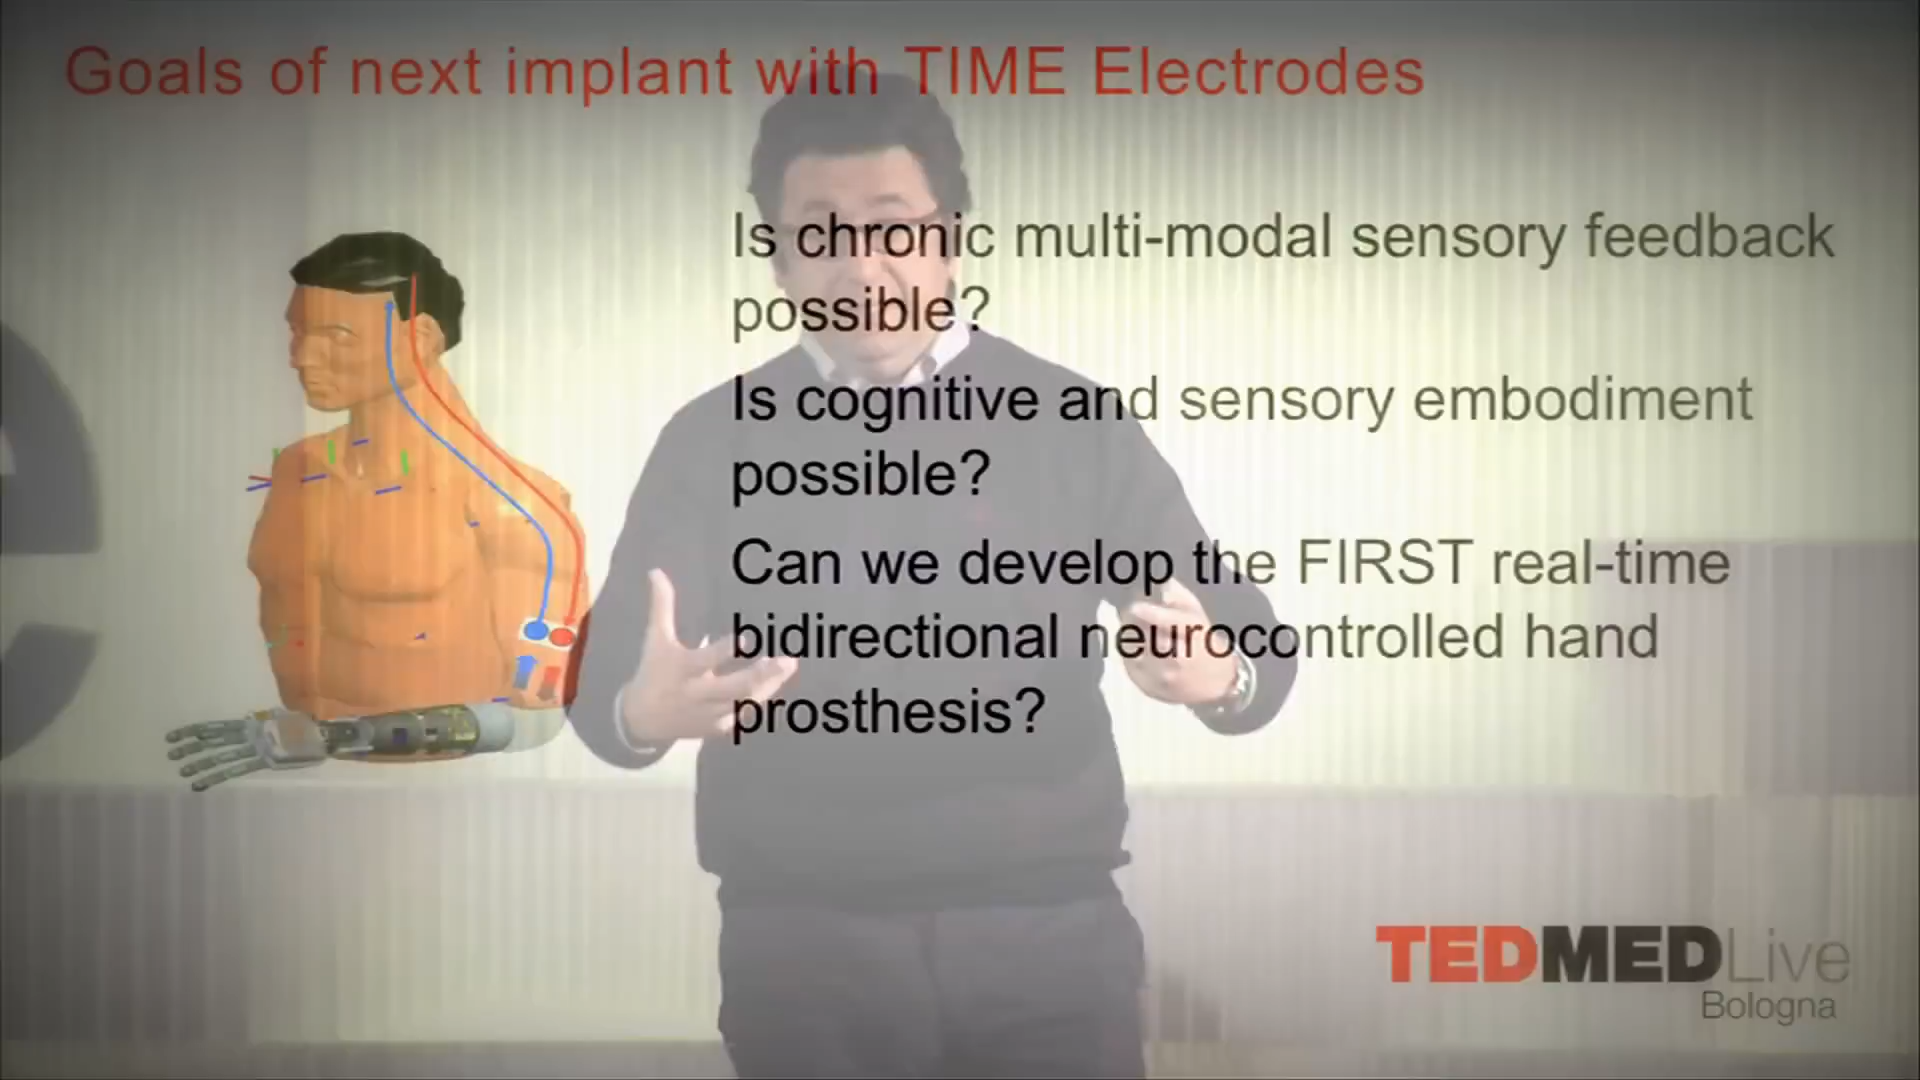 Goals of next implant with TIME Electrodes
Is chronic multi-modal sensory feedback
possible?
Is cognitive and sensory embodiment
possible?
Can we develop the FIRST real-time
bidirectional neurocontrolled hand
prosthesis?
TEDMEDLive
Bologna